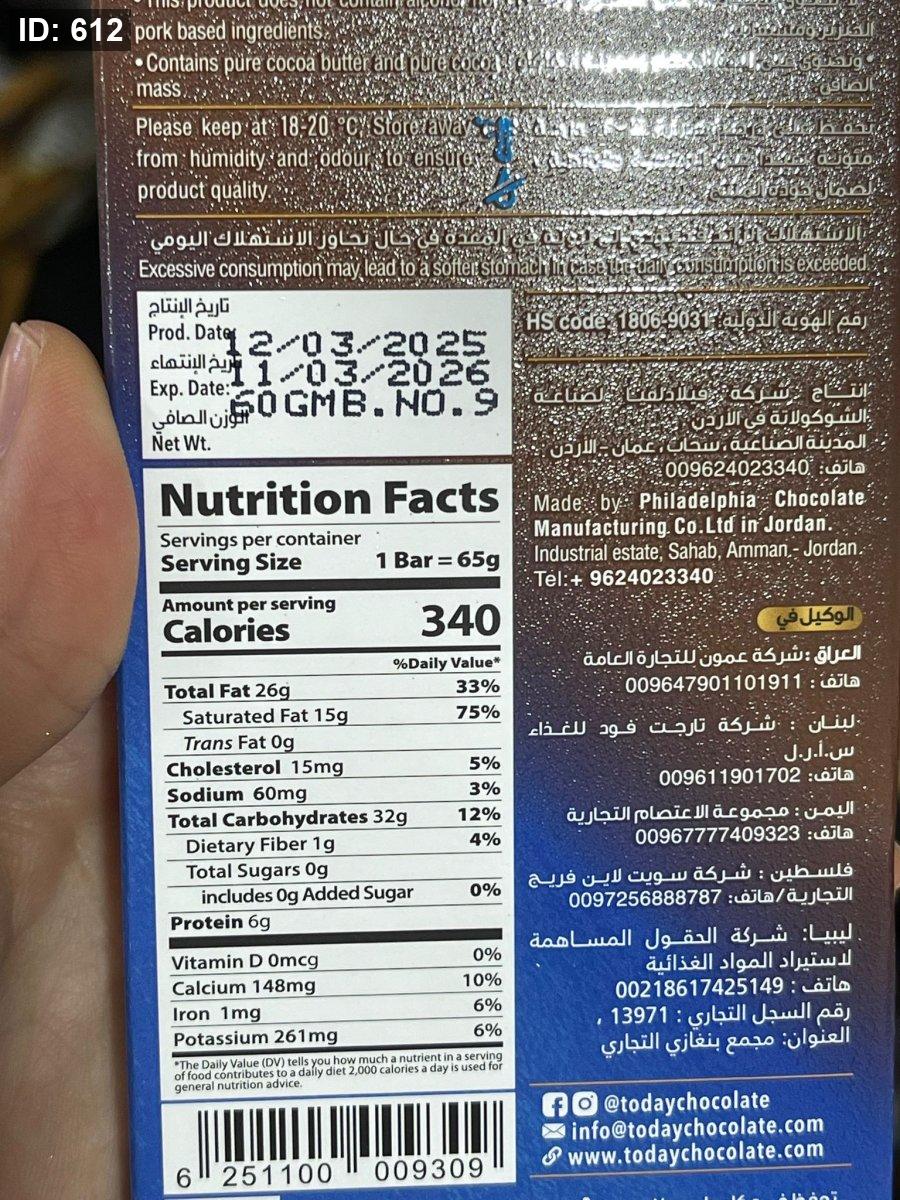 ID: 612
pork based ingredients.
• Contains pure cocoa butter and pure cocoa
mass.
Please keep at: 18-20 °C, Store away
from humidity and odour, to ensure
product quality.
لضمان جودة المنتج
في حال تجاوز الاستهلاك اليومي
Excessive consumption may lead to a softer stomach in case the daily consumption is exceeded.
تاريخ الإنتاج
Prod. Date: 12/03/2025
تاريخ الإنتهاء
Exp. Date: 11/03/2026
الوزن الصافي 60GM B.NO.9
Net Wt.
Nutrition Facts
Servings per container
Serving Size 1 Bar = 65g
Amount per serving
Calories 340
%Daily Value*
Total Fat 26g 33%
Saturated Fat 15g 75%
Trans Fat 0g
Cholesterol 15mg 5%
Sodium 60mg 3%
Total Carbohydrates 32g 12%
Dietary Fiber 1g 4%
Total Sugars 0g
includes 0g Added Sugar 0%
Protein 6g
Vitamin D 0mcg 0%
Calcium 148mg 10%
Iron 1mg 6%
Potassium 261mg 6%
*The Daily Value (DV) tells you how much a nutrient in a serving
of food contributes to a daily diet 2,000 calories a day is used for
general nutrition advice.
6 251100 009309
HS code: 1806-9031 رقم الهوية الدولية:
إنتاج شركة فيلادلفيا لصناعة
الشوكولاتة في الأردن
المدينة الصناعية، سحاب، عمان - الأردن
هاتف: 009624023340
Made by Philadelphia Chocolate
Manufacturing.Co.Ltd in Jordan.
Industrial estate, Sahab, Amman - Jordan.
Tel:+ 9624023340
الوكيل في
العراق: شركة عمون للتجارة العامة
هاتف: 009647901101911
لبنان : شركة تارجت فود للغذاء
س.أ.ر.ل
هاتف: 009611901702
اليمن: مجموعة الاعتصام التجارية
هاتف: 00967777409323
فلسطين : شركة سويت لاين فريج
التجارية/هاتف: 0097256888787
ليبيا: شركة الحقول المساهمة
لاستيراد المواد الغذائية
هاتف : 00218617425149
رقم السجل التجاري : 13971 ,
العنوان: مجمع بنغازي التجاري
@todaychocolate
info@todaychocolate.com
www.todaychocolate.com